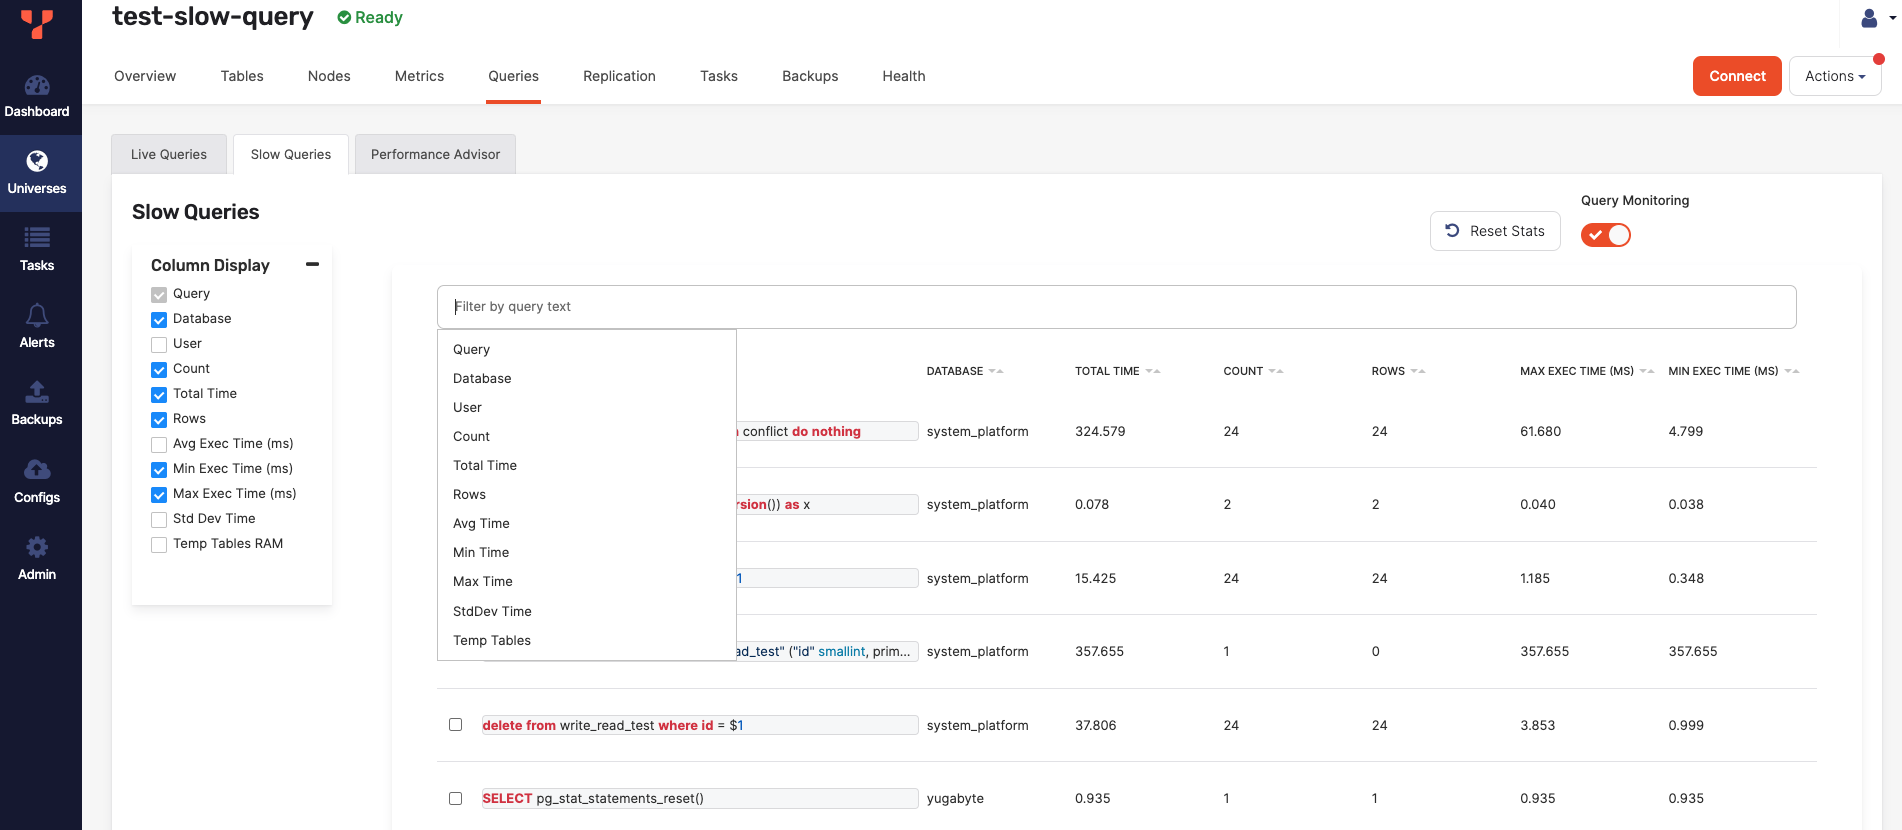 test-slow-query Ready
Overview Tables Nodes Metrics Queries Replication Tasks Backups Health Connect Actions
Dashboard
Universes
Tasks
Alerts
Backups
Configs
Admin
Live Queries Slow Queries Performance Advisor
Slow Queries
Reset Stats
Query Monitoring
Column Display
Query
Database
User
Count
Total Time
Rows
Avg Exec Time (ms)
Min Exec Time (ms)
Max Exec Time (ms)
Std Dev Time
Temp Tables RAM
Filter by query text
Query
Database
User
Count
Total Time
Rows
Avg Time
Min Time
Max Time
StdDev Time
Temp Tables
DATABASE TOTAL TIME COUNT ROWS MAX EXEC TIME (MS) MIN EXEC TIME (MS)
conflict do nothing system_platform 324.579 24 24 61.680 4.799
rsion()) as x system_platform 0.078 2 2 0.040 0.038
1 system_platform 15.425 24 24 1.185 0.348
ad_test" ("id" smallint, prim... system_platform 357.655 1 0 357.655 357.655
delete from write_read_test where id = $1 system_platform 37.806 24 24 3.853 0.999
SELECT pg_stat_statements_reset() yugabyte 0.935 1 1 0.935 0.935